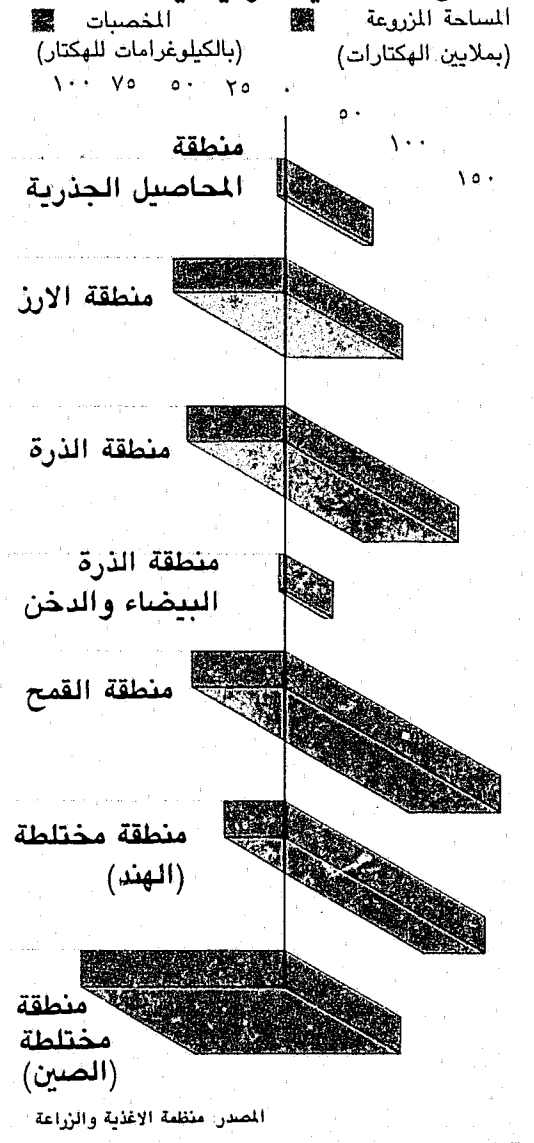 المساحة المزروعة
(بملايين الهكتارات)
المخصبات
(بالكيلوغرامات للهكتار)
١٠٠ ٧٥ ٥٠ ٢٥ ٠
٥٠
١٠٠
١٥٠
منطقة
المحاصيل الجذرية
منطقة الارز
منطقة الذرة
منطقة الذرة
البيضاء والدخن
منطقة القمح
منطقة مختلطة
(الهند)
منطقة
مختلطة
(الصين)
المصدر منظمة الاغذية والزراعة